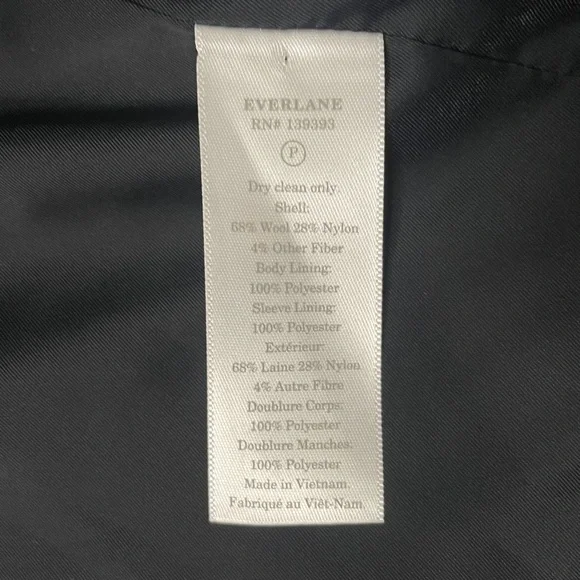 EVERLANE
RN# 139393
P
Dry clean only.
Shell:
68% Wool 28% Nylon
4% Other Fiber
Body Lining:
100% Polyester
Sleeve Lining:
100% Polyester
Extérieur:
68% Laine 28% Nylon
4% Autre Fibre
Doublure Corps:
100% Polyester
Doublure Manches:
100% Polyester
Made in Vietnam.
Fabriqué au Viêt-Nam